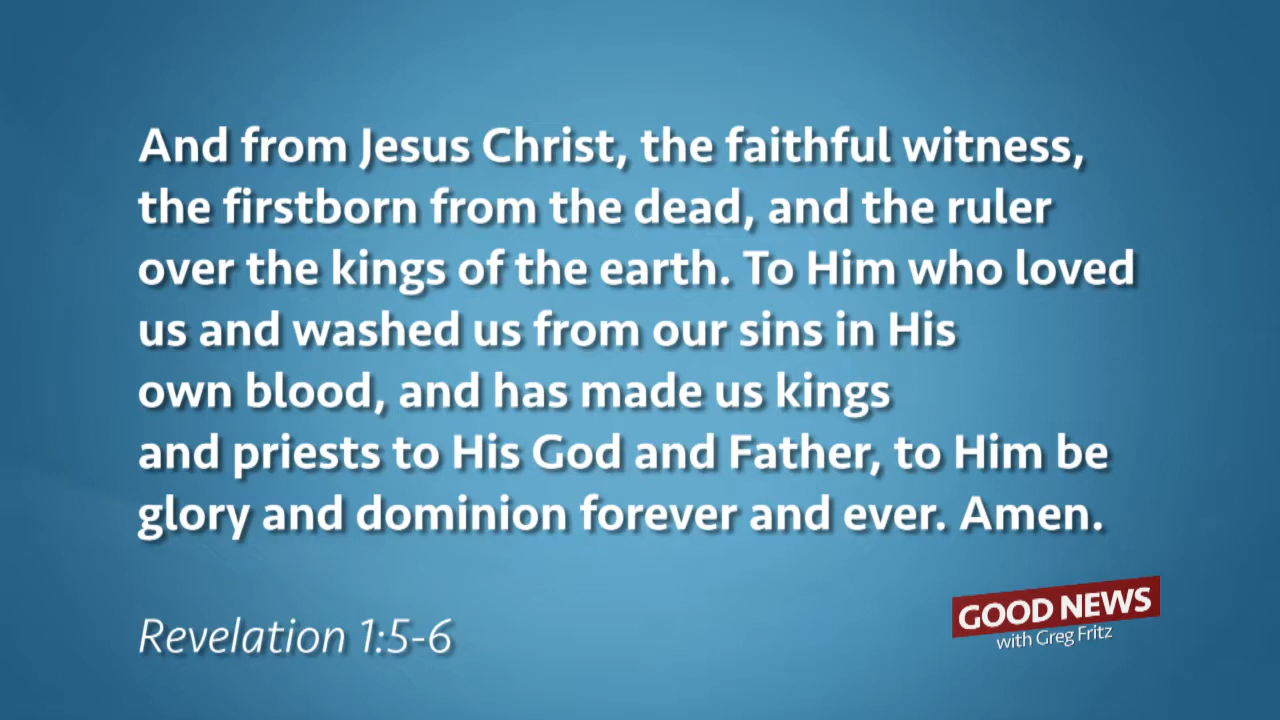 And from Jesus Christ, the faithful witness,
the firstborn from the dead, and the ruler
over the kings of the earth. To Him who loved
us and washed us from our sins in His
own blood, and has made us kings
and priests to His God and Father, to Him be
glory and dominion forever and ever. Amen.
Revelation 1:5-6
GOOD NEWS
with Greg Fritz